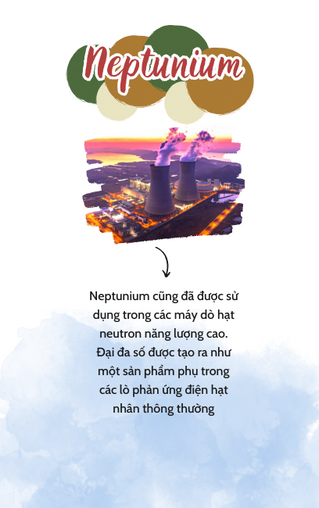 Neptunium
Neptunium cũng đã được sử
dụng trong các máy dò hạt
neutron năng lượng cao.
Đại đa số được tạo ra như
một sản phẩm phụ trong
các lò phản ứng điện hạt
nhân thông thường